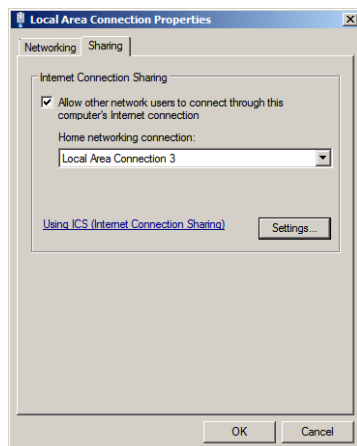 Local Area Connection Properties
Networking
Sharing
Internet Connection Sharing
Allow other network users to connect through this
computer's Internet connection
Home networking connection:
Local Area Connection 3
Using ICS (Internet Connection Sharing)
Settings...
OK
Cancel